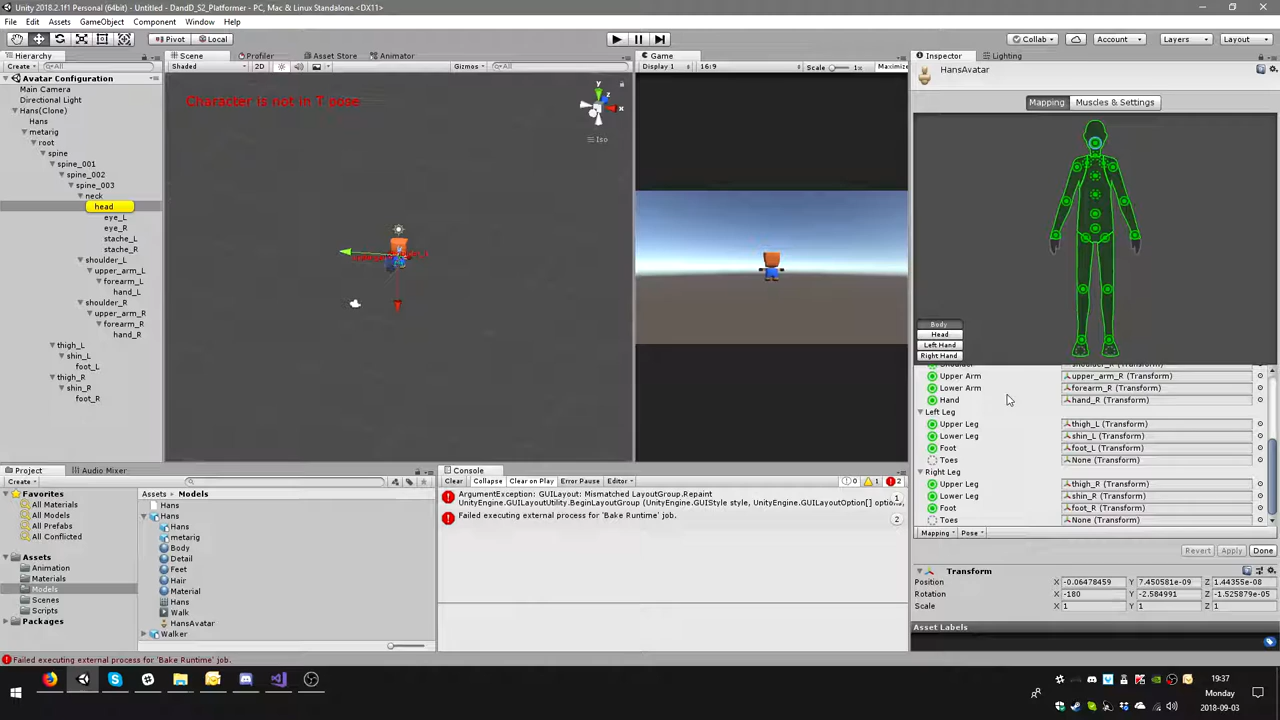 Unity 2018.2.1f1 Personal (64bit) - Untitled - DandD_S2_Platformer - PC, Mac & Linux Standalone <DX11>
File Edit Assets GameObject Component Window Help
Pivot Local Collab Account Layers Layout
Hierarchy Scene Profiler Asset Store Animator Game Inspector Lighting
Create All Shaded 2D Gizmos All Display 1 16:9 Scale 1x Maximize
HansAvatar
Avatar Configuration
Main Camera
Directional Light
Hans(Clone)
Hans
metarig
root
spine
spine_001
spine_002
spine_003
neck
head
eye_L
eye_R
stache_L
stache_R
shoulder_L
upper_arm_L
forearm_L
hand_L
shoulder_R
upper_arm_R
forearm_R
hand_R
thigh_L
shin_L
foot_L
thigh_R
shin_R
foot_R
Character is not in T pose
y
z
x
Iso
Mapping Muscles & Settings
Body
Head
Left Hand
Right Hand
Shoulder shoulder_R (Transform)
Upper Arm upper_arm_R (Transform)
Lower Arm forearm_R (Transform)
Hand hand_R (Transform)
Left Leg
Upper Leg thigh_L (Transform)
Lower Leg shin_L (Transform)
Foot foot_L (Transform)
Toes None (Transform)
Right Leg
Upper Leg thigh_R (Transform)
Lower Leg shin_R (Transform)
Foot foot_R (Transform)
Toes None (Transform)
Mapping Pose
Revert Apply Done
Transform
Position X -0.06478459 Y 7.450581e-09 Z 1.44355e-08
Rotation X -180 Y -2.584991 Z -1.525879e-05
Scale X 1 Y 1 Z 1
Asset Labels
Project Audio Mixer
Create
Favorites
All Materials
All Models
All Prefabs
All Conflicted
Assets
Animation
Materials
Models
Scenes
Scripts
Packages
Assets Models
Hans
Hans
Hans
metarig
Body
Detail
Feet
Hair
Material
Hans
Walk
HansAvatar
Walker
Console
Clear Collapse Clear on Play Error Pause Editor 0 1 2
ArgumentException: GUILayout: Mismatched LayoutGroup.Repaint
UnityEngine.GUILayoutUtility.BeginLayoutGroup (UnityEngine.GUIStyle style, UnityEngine.GUILayoutOption[] options,
1
Failed executing external process for 'Bake Runtime' job.
2
Failed executing external process for 'Bake Runtime' job.
19:37
Monday
2018-09-03